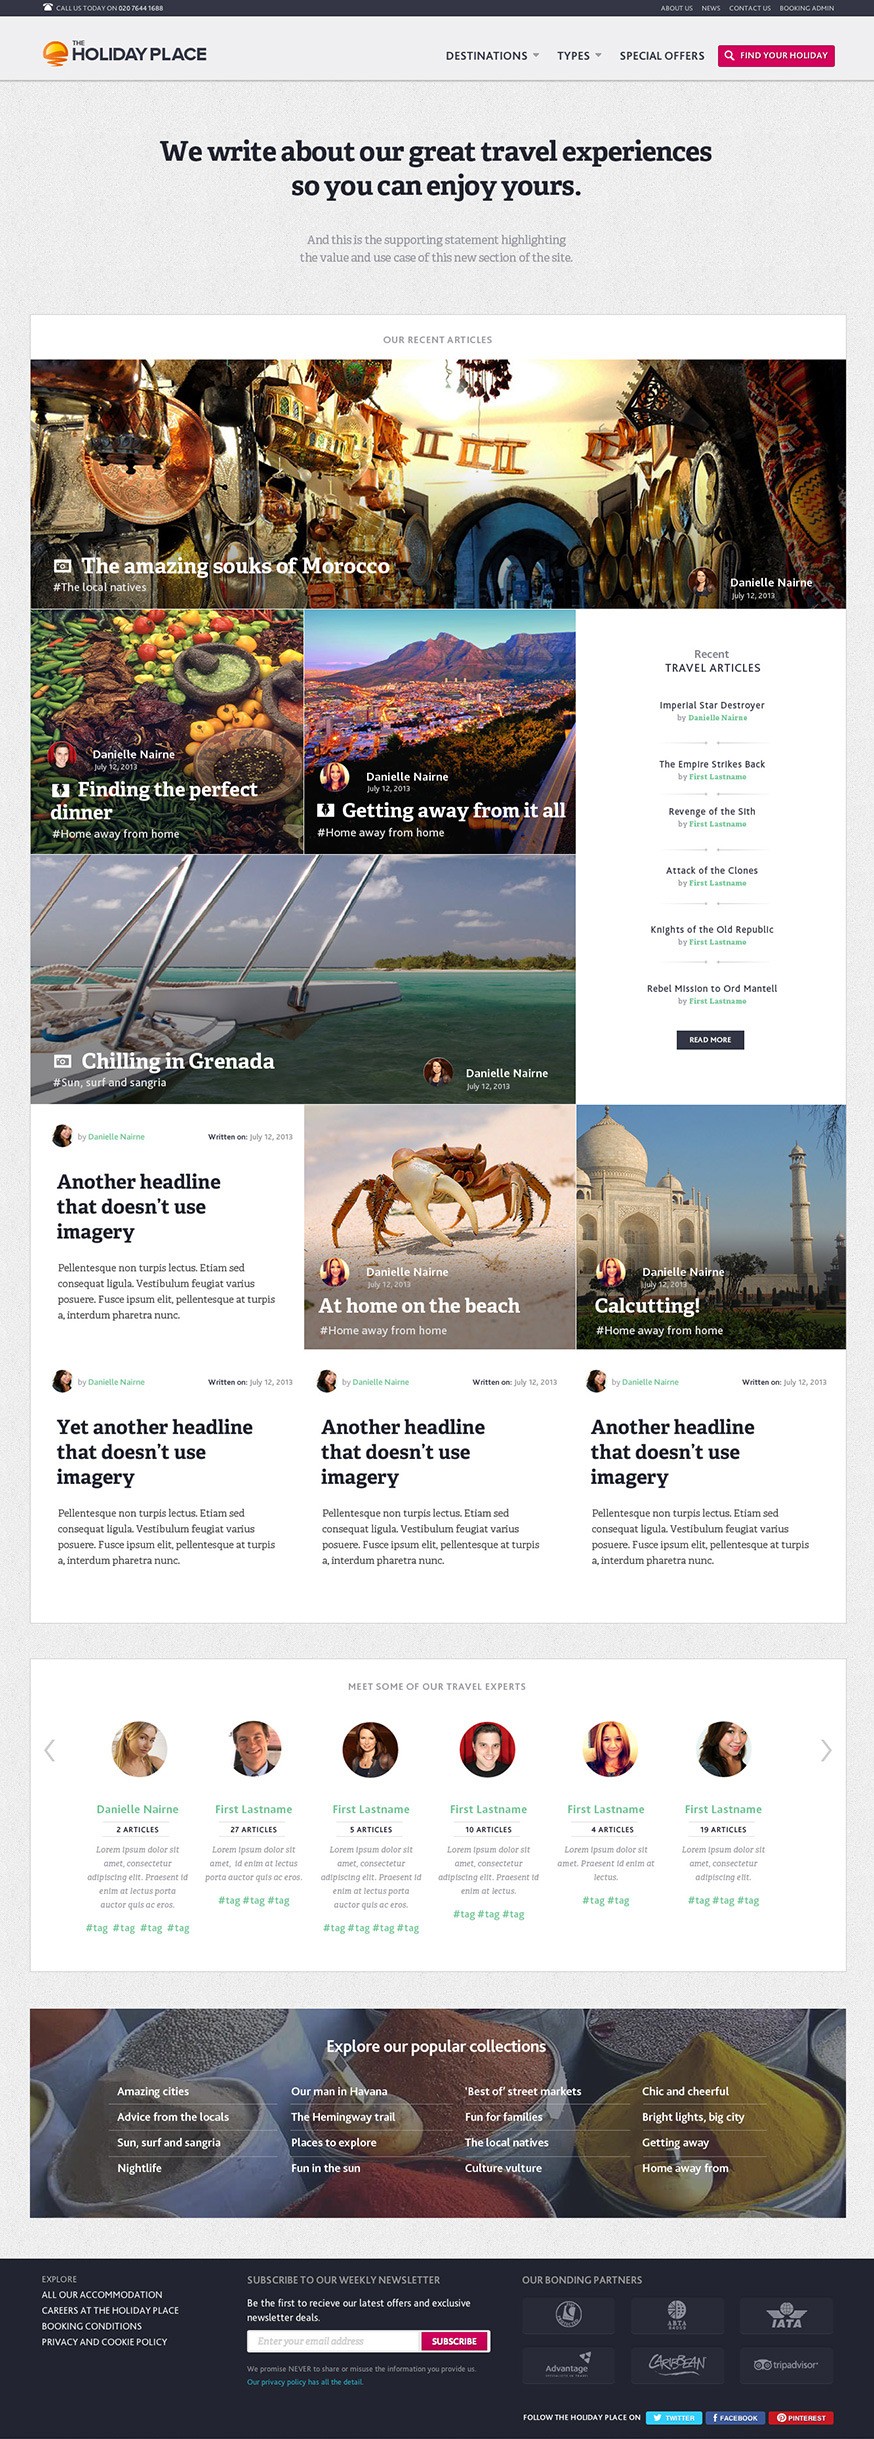 CALL US TODAY ON 020 7644 1688
ABOUT US NEWS CONTACT US BOOKING ADMIN
THE
HOLIDAY PLACE
DESTINATIONS TYPES SPECIAL OFFERS FIND YOUR HOLIDAY
We write about our great travel experiences
so you can enjoy yours.
And this is the supporting statement highlighting
the value and use case of this new section of the site.
OUR RECENT ARTICLES
The amazing souks of Morocco
#The local natives
Danielle Nairne
July 12, 2013
Danielle Nairne
July 12, 2013
Finding the perfect
dinner
#Home away from home
Danielle Nairne
July 12, 2013
Getting away from it all
#Home away from home
Recent
TRAVEL ARTICLES
Imperial Star Destroyer
by Danielle Nairne
The Empire Strikes Back
by First Lastname
Revenge of the Sith
by First Lastname
Attack of the Clones
by First Lastname
Knights of the Old Republic
by First Lastname
Rebel Mission to Ord Mantell
by First Lastname
READ MORE
Chilling in Grenada
#Sun, surf and sangria
Danielle Nairne
July 12, 2013
by Danielle Nairne
Written on: July 12, 2013
Another headline
that doesn't use
imagery
Pellentesque non turpis lectus. Etiam sed
consequat ligula. Vestibulum feugiat varius
posuere. Fusce ipsum elit, pellentesque at turpis
a, interdum pharetra nunc.
Danielle Nairne
July 12, 2013
At home on the beach
#Home away from home
Danielle Nairne
July 12, 2013
Calcutting!
#Home away from home
by Danielle Nairne
Written on: July 12, 2013
Yet another headline
that doesn't use
imagery
Pellentesque non turpis lectus. Etiam sed
consequat ligula. Vestibulum feugiat varius
posuere. Fusce ipsum elit, pellentesque at turpis
a, interdum pharetra nunc.
by Danielle Nairne
Written on: July 12, 2013
Another headline
that doesn't use
imagery
Pellentesque non turpis lectus. Etiam sed
consequat ligula. Vestibulum feugiat varius
posuere. Fusce ipsum elit, pellentesque at turpis
a, interdum pharetra nunc.
by Danielle Nairne
Written on: July 12, 2013
Another headline
that doesn't use
imagery
Pellentesque non turpis lectus. Etiam sed
consequat ligula. Vestibulum feugiat varius
posuere. Fusce ipsum elit, pellentesque at turpis
a, interdum pharetra nunc.
MEET SOME OF OUR TRAVEL EXPERTS
Danielle Nairne
2 ARTICLES
Lorem ipsum dolor sit
amet, consectetur
adipiscing elit. Praesent id
enim at lectus porta
auctor quis ac eros.
#tag #tag #tag #tag
First Lastname
27 ARTICLES
Lorem ipsum dolor sit
amet, id enim at lectus
porta auctor quis ac eros.
#tag #tag #tag
First Lastname
5 ARTICLES
Lorem ipsum dolor sit
amet, consectetur
adipiscing elit. Praesent id
enim at lectus porta
auctor quis ac eros.
#tag #tag #tag #tag
First Lastname
10 ARTICLES
Lorem ipsum dolor sit
amet, consectetur
adipiscing elit. Praesent id
enim at lectus.
#tag #tag #tag
First Lastname
4 ARTICLES
Lorem ipsum dolor sit
amet. Praesent id enim at
lectus.
#tag #tag
First Lastname
19 ARTICLES
Lorem ipsum dolor sit
amet, consectetur
adipiscing elit.
#tag #tag #tag
Explore our popular collections
Amazing cities
Advice from the locals
Sun, surf and sangria
Nightlife
Our man in Havana
The Hemingway trail
Places to explore
Fun in the sun
'Best of' street markets
Fun for families
The local natives
Culture vulture
Chic and cheerful
Bright lights, big city
Getting away
Home away from
EXPLORE
ALL OUR ACCOMMODATION
CAREERS AT THE HOLIDAY PLACE
BOOKING CONDITIONS
PRIVACY AND COOKIE POLICY
SUBSCRIBE TO OUR WEEKLY NEWSLETTER
Be the first to recieve our latest offers and exclusive
newsletter deals.
Enter your email address
SUBSCRIBE
We promise NEVER to share or misuse the information you provide us.
Our privacy policy has all the detail.
OUR BONDING PARTNERS
ABTA
IATA
Advantage
CARIBBEAN
tripadvisor
FOLLOW THE HOLIDAY PLACE ON
TWITTER
FACEBOOK
PINTEREST